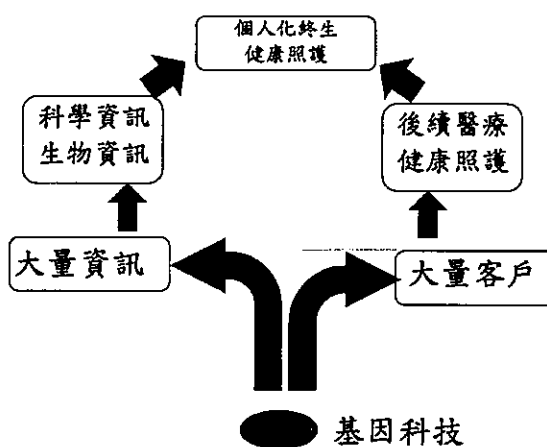 個人化終生
健康照護
科學資訊
生物資訊
後續醫療
健康照護
大量資訊
大量客戶
基因科技